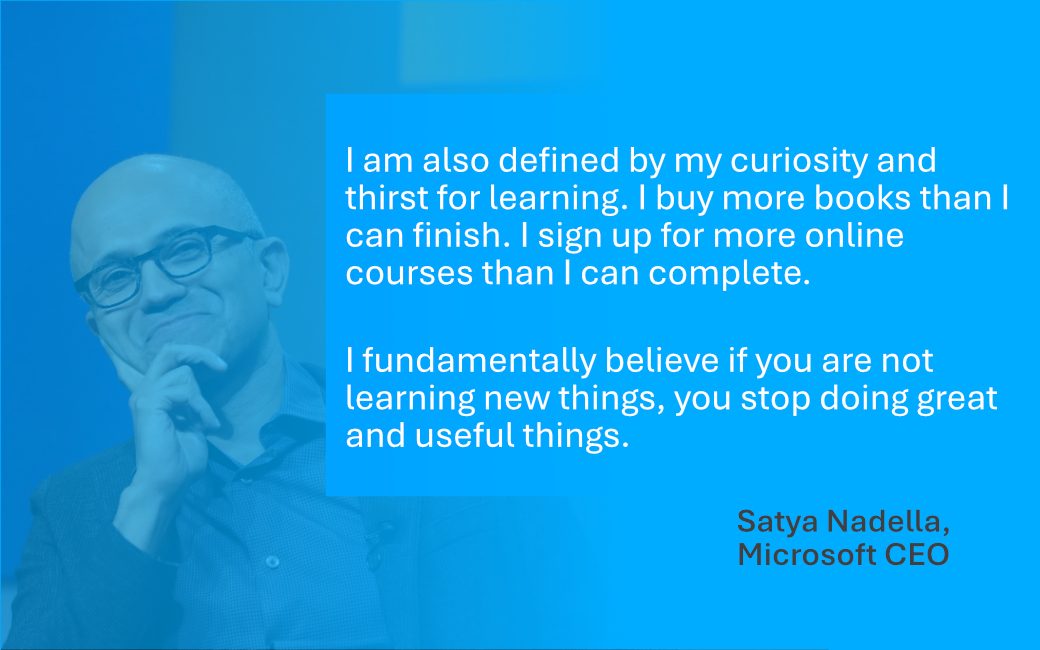 I am also defined by my curiosity and
thirst for learning. I buy more books than I
can finish. I sign up for more online
courses than I can complete.
I fundamentally believe if you are not
learning new things, you stop doing great
and useful things.
Satya Nadella,
Microsoft CEO